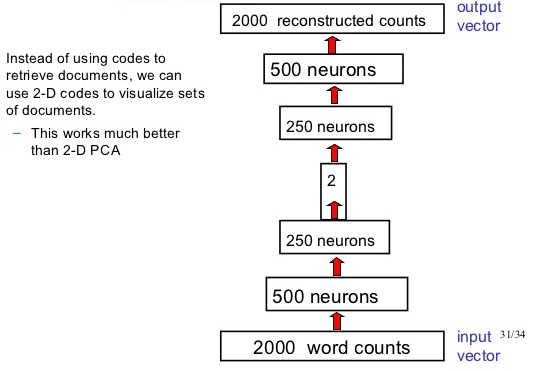 Instead of using codes to
retrieve documents, we can
use 2-D codes to visualize sets
of documents.
– This works much better
than 2-D PCA
2000 reconstructed counts
output
vector
500 neurons
250 neurons
2
250 neurons
500 neurons
2000 word counts
input
vector
31/34